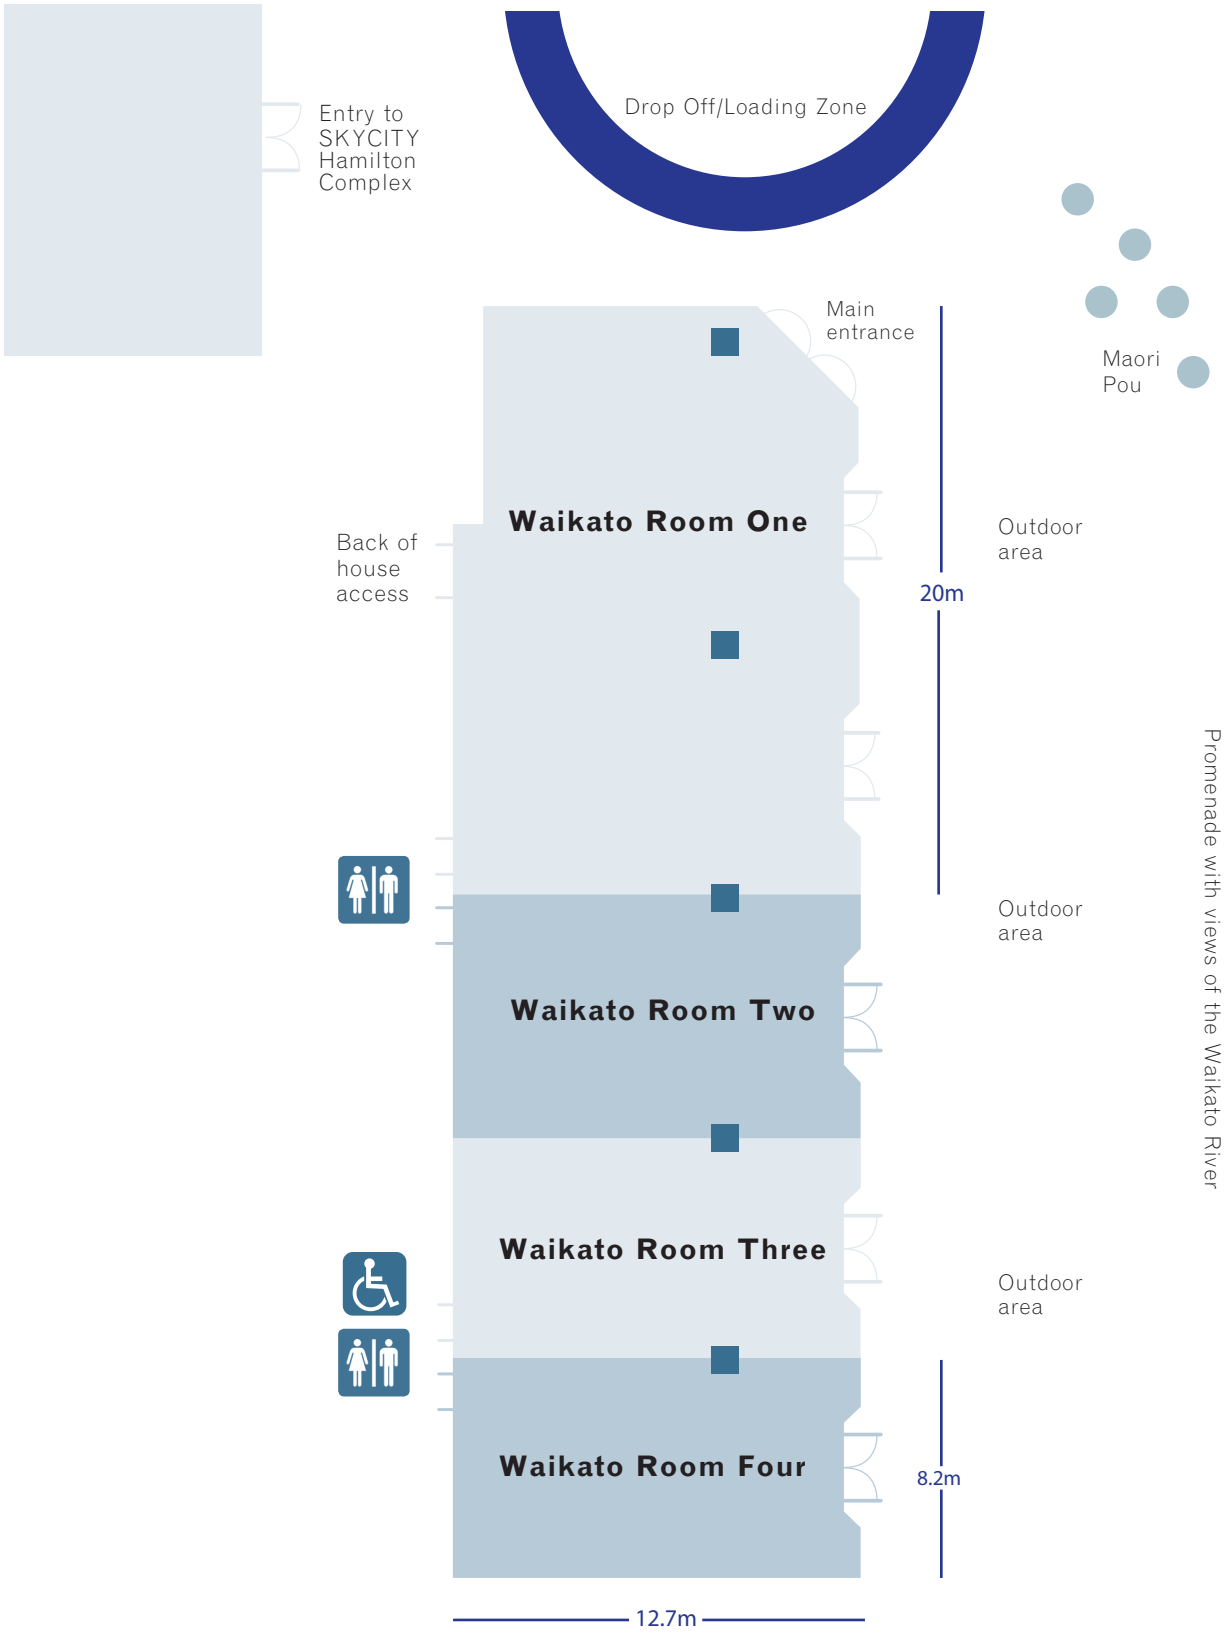 Entry to
SKYCITY
Hamilton
Complex
Drop Off/Loading Zone
Main
entrance
Maori
Pou
Waikato Room One
Outdoor
area
Back of
house
access
20m
Promenade with views of the Waikato River
Outdoor
area
Waikato Room Two
Waikato Room Three
Outdoor
area
Waikato Room Four
8.2m
12.7m